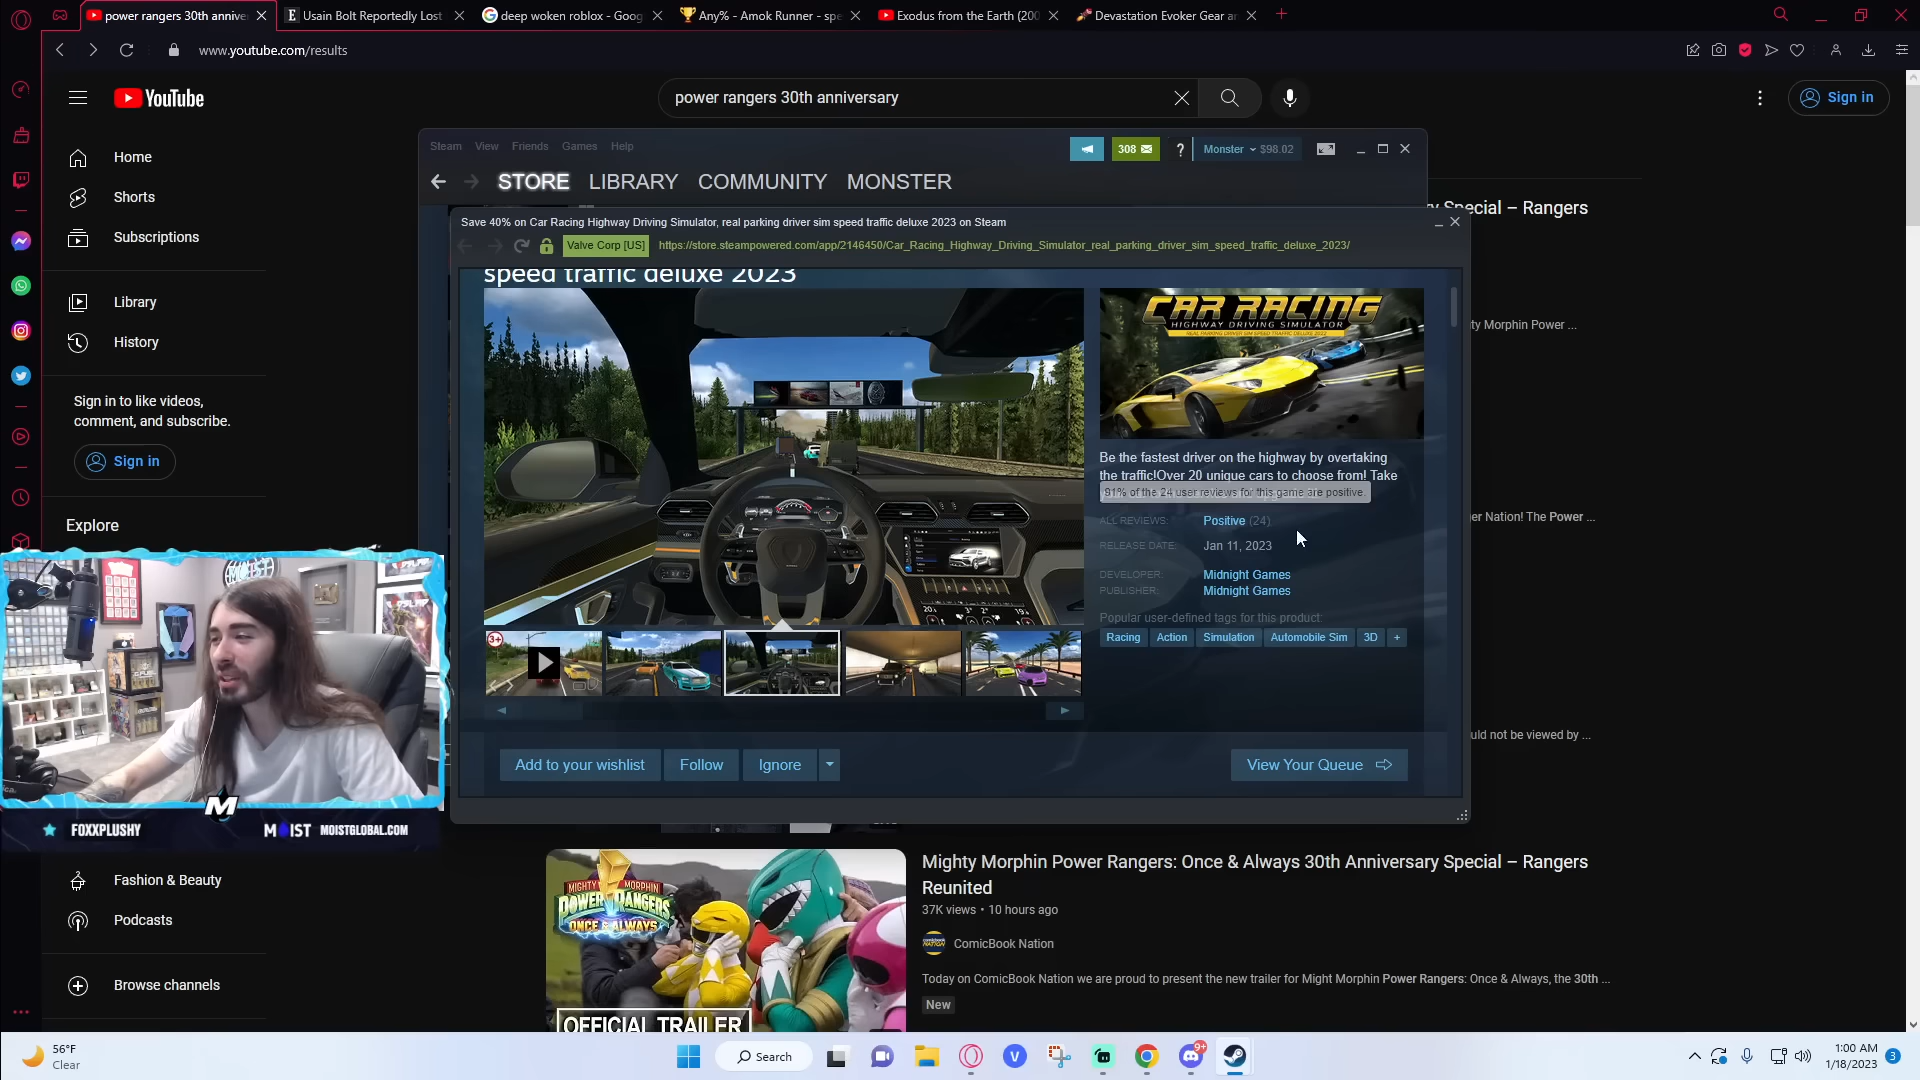 power rangers 30th annive
Usain Bolt Reportedly Lost
deep woken roblox - Goog
Any% - Amok Runner - spe
Exodus from the Earth (200
Devastation Evoker Gear a
www.youtube.com/results
YouTube
power rangers 30th anniversary
Sign in
Home
Shorts
Subscriptions
Library
History
Sign in to like videos,
comment, and subscribe.
Sign in
Explore
Fashion & Beauty
Podcasts
Browse channels
Steam View Friends Games Help
308
?
Monster $98.02
STORE LIBRARY COMMUNITY MONSTER
Save 40% on Car Racing Highway Driving Simulator, real parking driver sim speed traffic deluxe 2023 on Steam
Valve Corp [US]
https://store.steampowered.com/app/2146450/Car_Racing_Highway_Driving_Simulator_real_parking_driver_sim_speed_traffic_deluxe_2023/
speed traffic deluxe 2023
CAR RACING
HIGHWAY DRIVING SIMULATOR
REAL PARKING DRIVER SIM SPEED TRAFFIC DELUXE 2022
Be the fastest driver on the highway by overtaking
the traffic!Over 20 unique cars to choose from! Take
91% of the 24 user reviews for this game are positive.
ALL REVIEWS: Positive (24)
RELEASE DATE: Jan 11, 2023
DEVELOPER: Midnight Games
PUBLISHER: Midnight Games
Popular user-defined tags for this product:
Racing Action Simulation Automobile Sim 3D +
3+
Add to your wishlist
Follow
Ignore
View Your Queue
pecial – Rangers
ty Morphin Power ...
er Nation! The Power ...
uld not be viewed by ...
MOIST
FOXXPLUSHY
M
MOIST MOISTGLOBAL.COM
MIGHTY MORPHIN
POWER RANGERS
ONCE & ALWAYS
OFFICIAL TRAILER
Mighty Morphin Power Rangers: Once & Always 30th Anniversary Special – Rangers
Reunited
37K views • 10 hours ago
ComicBook Nation
Today on ComicBook Nation we are proud to present the new trailer for Might Morphin Power Rangers: Once & Always, the 30th ...
New
56°F
Clear
Search
9+
1:00 AM
1/18/2023
3